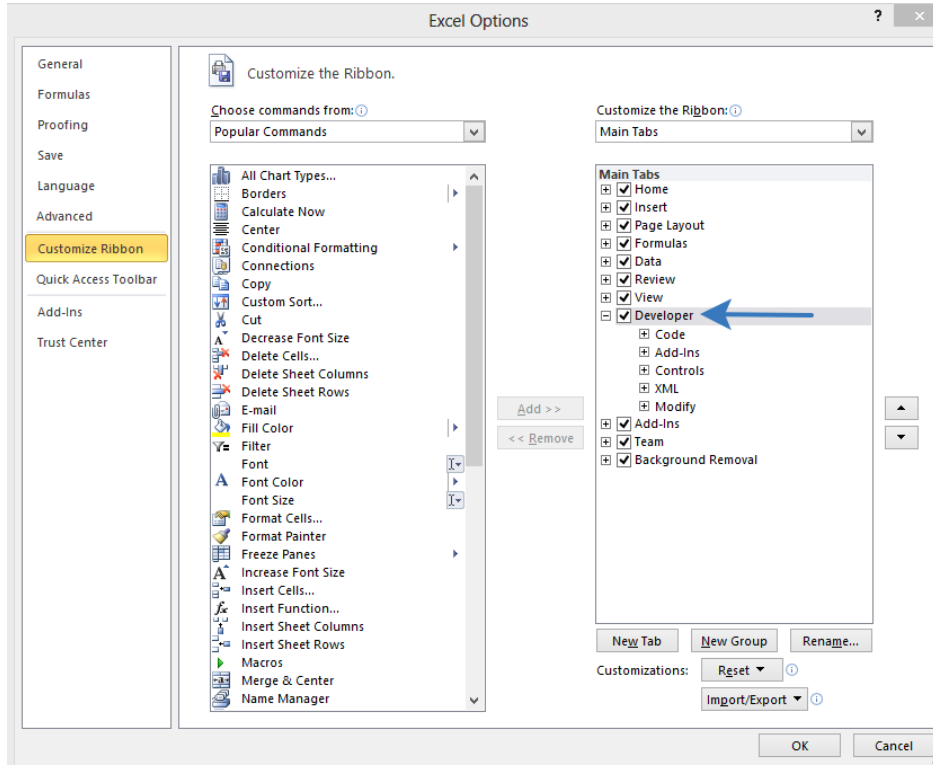 Excel Options
?
General
Formulas
Proofing
Save
Language
Advanced
Customize Ribbon
Quick Access Toolbar
Add-Ins
Trust Center
Customize the Ribbon.
Choose commands from:
Popular Commands
All Chart Types...
Borders
Calculate Now
Center
Conditional Formatting
Connections
Copy
Custom Sort...
Cut
Decrease Font Size
Delete Cells...
Delete Sheet Columns
Delete Sheet Rows
E-mail
Fill Color
Filter
Font
Font Color
Font Size
Format Cells...
Format Painter
Freeze Panes
Increase Font Size
Insert Cells...
Insert Function...
Insert Sheet Columns
Insert Sheet Rows
Macros
Merge & Center
Name Manager
Add >>
<< Remove
Customize the Ribbon:
Main Tabs
Main Tabs
Home
Insert
Page Layout
Formulas
Data
Review
View
Developer
Code
Add-Ins
Controls
XML
Modify
Add-Ins
Team
Background Removal
New Tab
New Group
Rename...
Customizations:
Reset
Import/Export
OK
Cancel